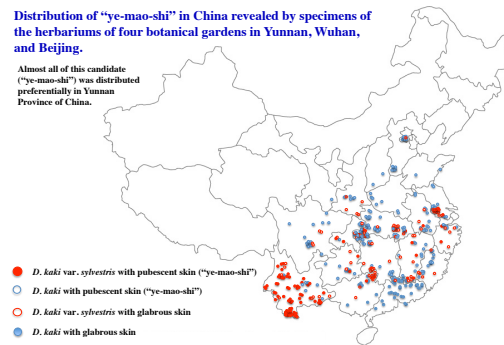 Distribution of “ye-mao-shi” in China revealed by specimens of
the herbariums of four botanical gardens in Yunnan, Wuhan,
and Beijing.
Almost all of this candidate
(“ye-mao-shi”) was distributed
preferentially in Yunnan
Province of China.
D. kaki var. sylvestris with pubescent skin (“ye-mao-shi”)
D. kaki with pubescent skin (“ye-mao-shi”)
D. kaki var. sylvestris with glabrous skin
D. kaki with glabrous skin